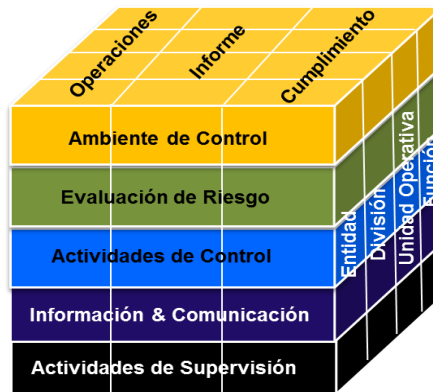 Operaciones
Informe
Cumplimiento
Ambiente de Control
Evaluación de Riesgo
Actividades de Control
Información & Comunicación
Actividades de Supervisión
Entidad
División
Unidad Operativa
Función